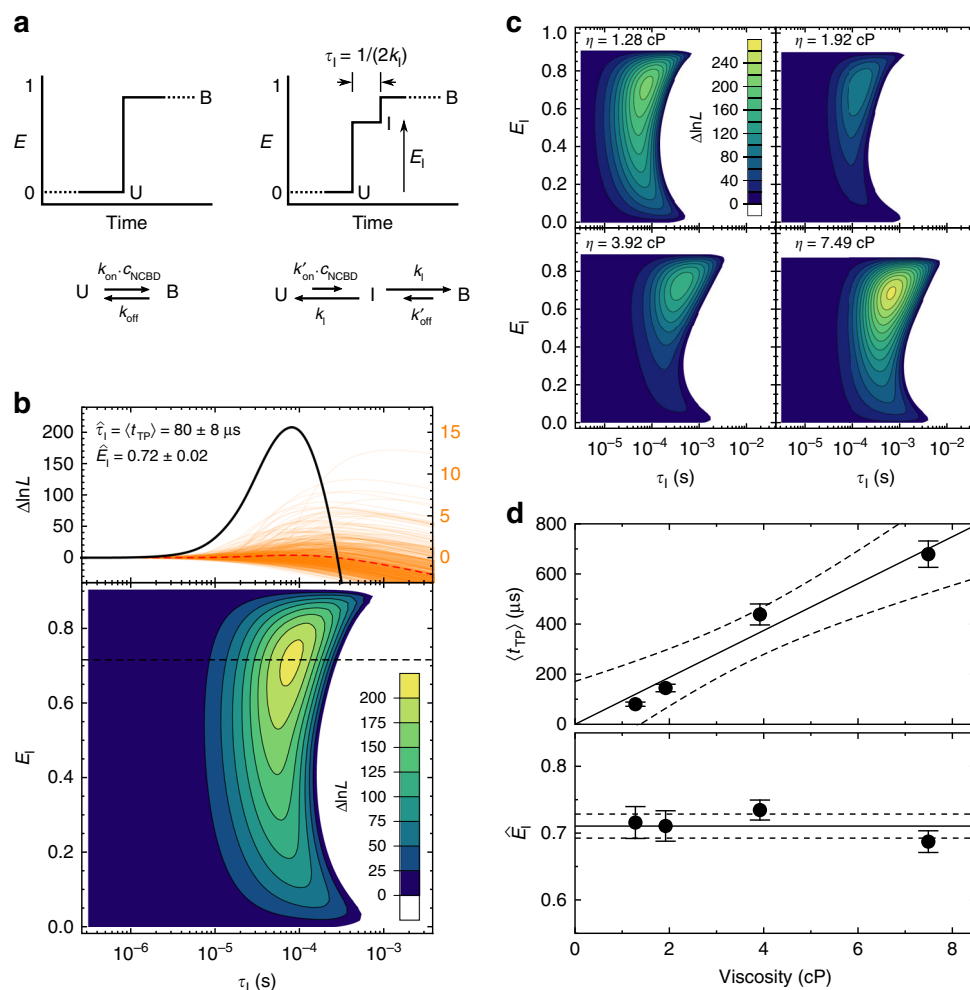 a
τI = 1/(2kI)
1
E
0
B
U
Time
1
E
0
B
I
EI
U
Time
kon·cNCBD
U B
koff
k′on·cNCBD kI
U I B
kI k′off
b
τ̂I = ⟨tTP⟩ = 80 ± 8 μs
ÊI = 0.72 ± 0.02
ΔlnL
200
150
100
50
0
15
10
5
0
EI
0.8
0.6
0.4
0.2
0.0
ΔlnL
200
175
150
125
100
75
50
25
0
10⁻⁶ 10⁻⁵ 10⁻⁴ 10⁻³
τI (s)
c
η = 1.28 cP
η = 1.92 cP
ΔlnL
240
200
160
120
80
40
0
EI
1.0
0.8
0.6
0.4
0.2
0.0
η = 3.92 cP
η = 7.49 cP
EI
0.8
0.6
0.4
0.2
0.0
10⁻⁵ 10⁻⁴ 10⁻³ 10⁻² 10⁻⁵ 10⁻⁴ 10⁻³ 10⁻²
τI (s) τI (s)
d
⟨tTP⟩ (μs)
800
600
400
200
0
ÊI
0.8
0.7
0.6
0 2 4 6 8
Viscosity (cP)